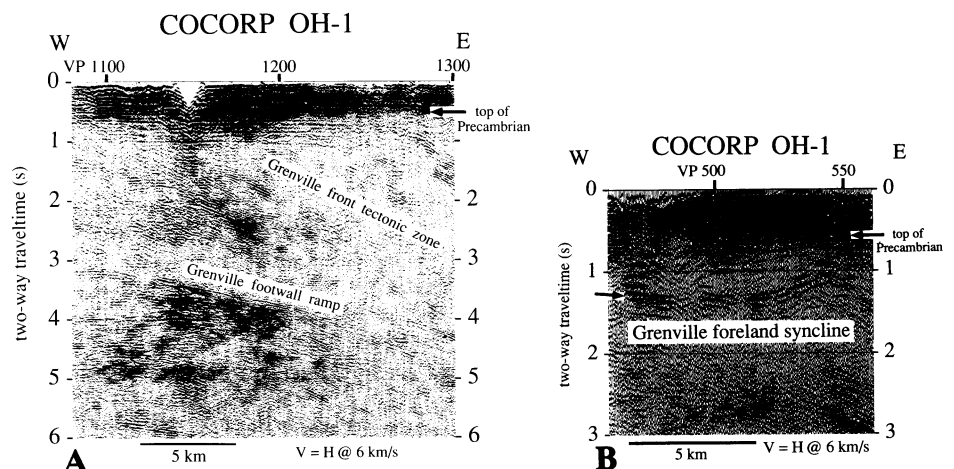 COCORP OH-1
W
E
VP 1100
1200
1300
0
1
2
3
4
5
6
two-way traveltime (s)
top of
Precambrian
2
3
4
5
6
Grenville front tectonic zone
Grenville footwall ramp
A
5 km
V = H @ 6 km/s
COCORP OH-1
W
E
VP 500
550
0
1
2
3
two-way traveltime (s)
0
top of
Precambrian
1
2
3
Grenville foreland syncline
B
5 km
V = H @ 6 km/s